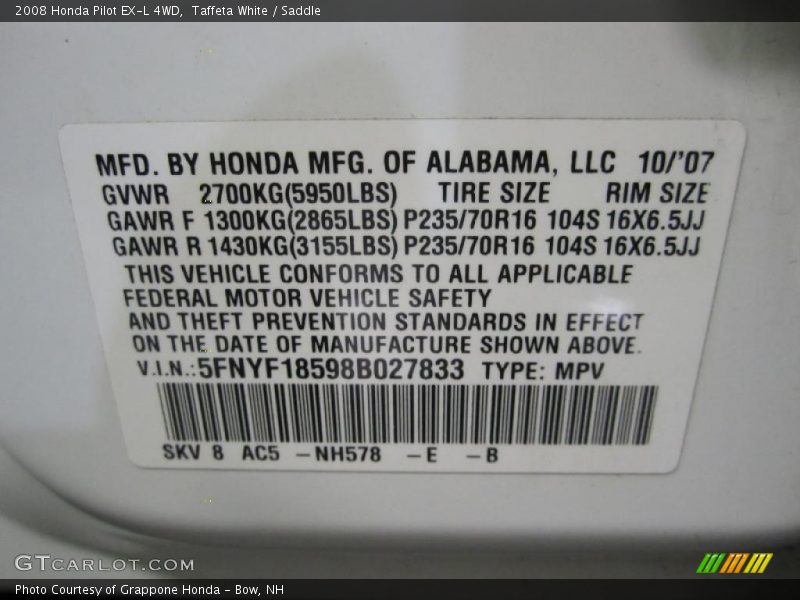 2008 Honda Pilot EX-L 4WD, Taffeta White / Saddle
MFD. BY HONDA MFG. OF ALABAMA, LLC 10/'07
GVWR 2700KG(5950LBS) TIRE SIZE RIM SIZE
GAWR F 1300KG(2865LBS) P235/70R16 104S 16X6.5JJ
GAWR R 1430KG(3155LBS) P235/70R16 104S 16X6.5JJ
THIS VEHICLE CONFORMS TO ALL APPLICABLE
FEDERAL MOTOR VEHICLE SAFETY
AND THEFT PREVENTION STANDARDS IN EFFECT
ON THE DATE OF MANUFACTURE SHOWN ABOVE.
V.I.N.:5FNYF18598B027833 TYPE: MPV
SKV 8 AC5 -NH578 -E -B
GTCARLOT.COM
Photo Courtesy of Grappone Honda - Bow, NH